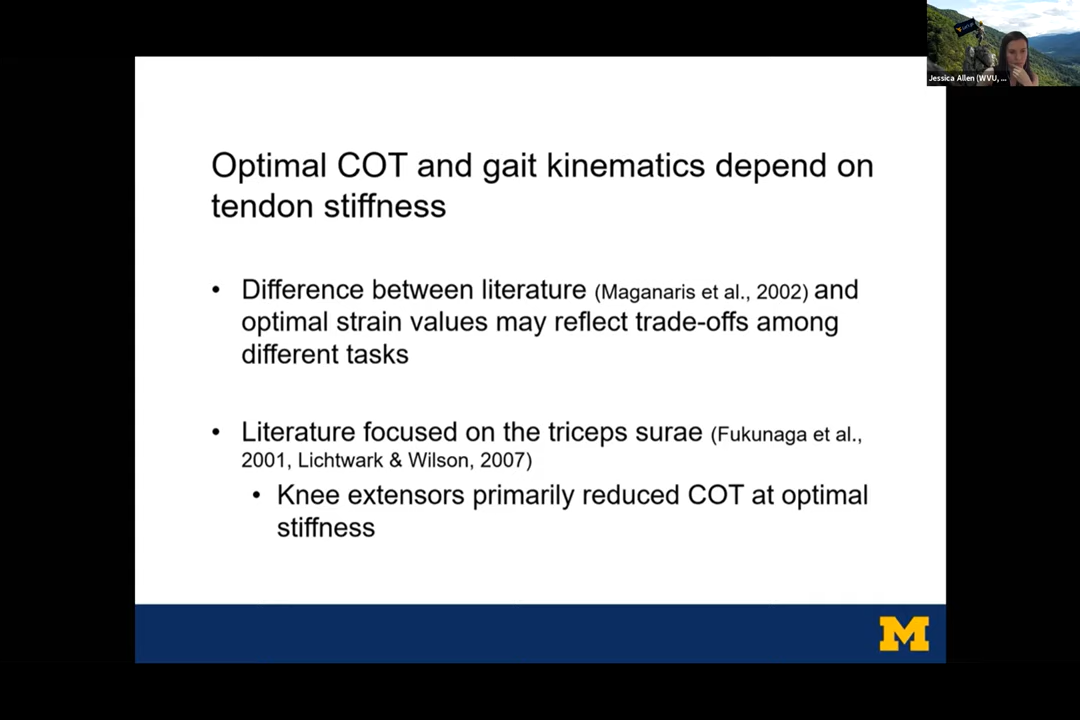 Jessica Allen (WVU, ...
Optimal COT and gait kinematics depend on
tendon stiffness
• Difference between literature (Maganaris et al., 2002) and
optimal strain values may reflect trade-offs among
different tasks
• Literature focused on the triceps surae (Fukunaga et al.,
2001, Lichtwark & Wilson, 2007)
• Knee extensors primarily reduced COT at optimal
stiffness
M